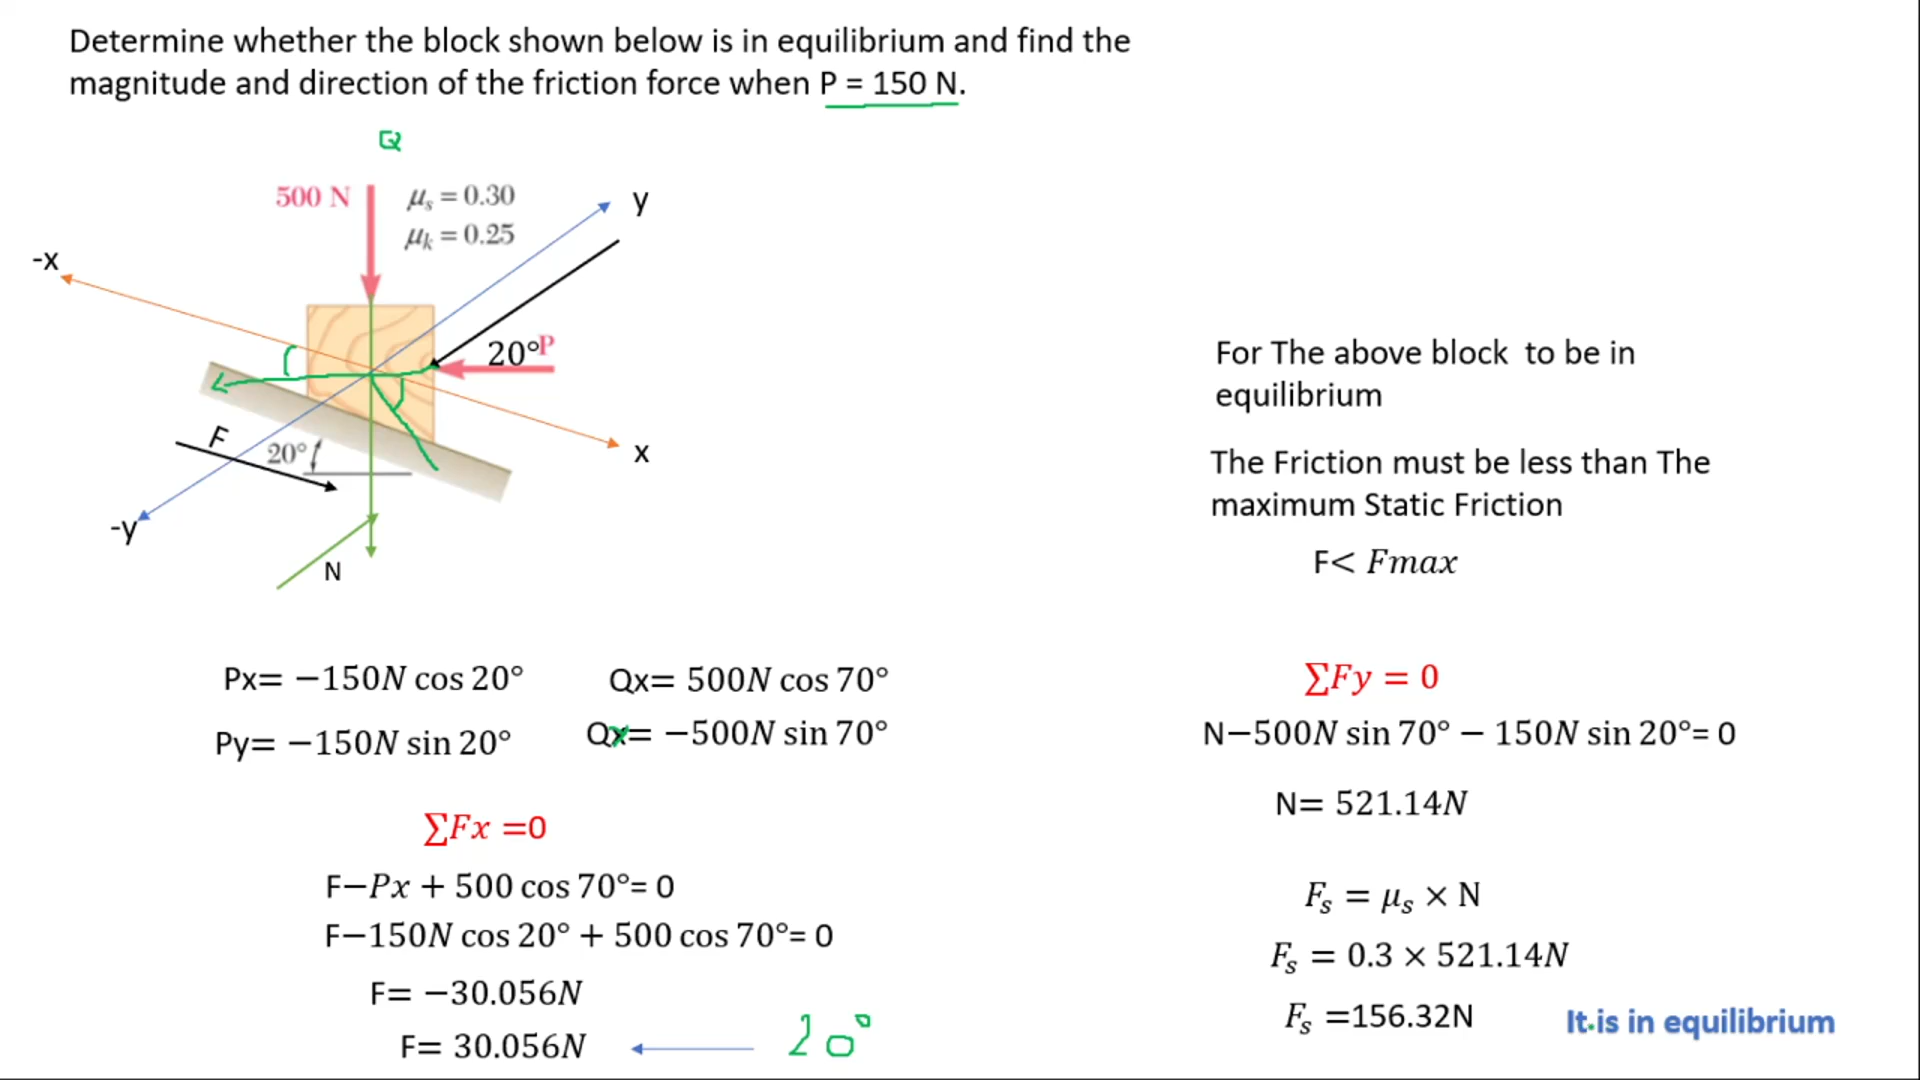 Determine whether the block shown below is in equilibrium and find the
magnitude and direction of the friction force when P = 150 N.
Q
500 N
μₛ = 0.30
μₖ = 0.25
y
-x
20°
P
F
20°
x
-y
N
For The above block to be in
equilibrium
The Friction must be less than The
maximum Static Friction
F< Fmax
Px= −150N cos 20°
Py= −150N sin 20°
Qx= 500N cos 70°
Qy= −500N sin 70°
∑Fx =0
F−Px + 500 cos 70°= 0
F−150N cos 20° + 500 cos 70°= 0
F= −30.056N
F= 30.056N
20°
∑Fy = 0
N−500N sin 70° − 150N sin 20°= 0
N= 521.14N
Fₛ = μₛ × N
Fₛ = 0.3 × 521.14N
Fₛ =156.32N
It is in equilibrium